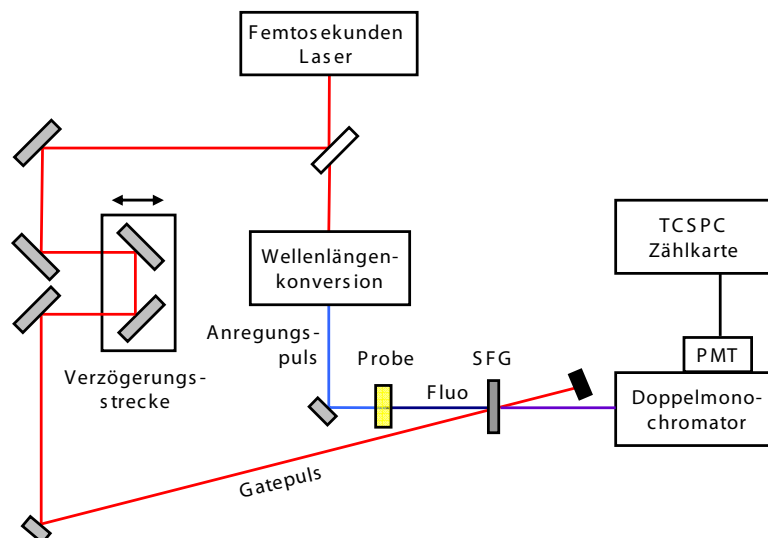 Femtosekunden
Laser
TCSPC
Zählkarte
Wellenlängen-
konversion
Anregungs-
puls
Probe
SFG
PMT
Verzögerungs-
strecke
Fluo
Doppelmono-
chromator
Gatepuls